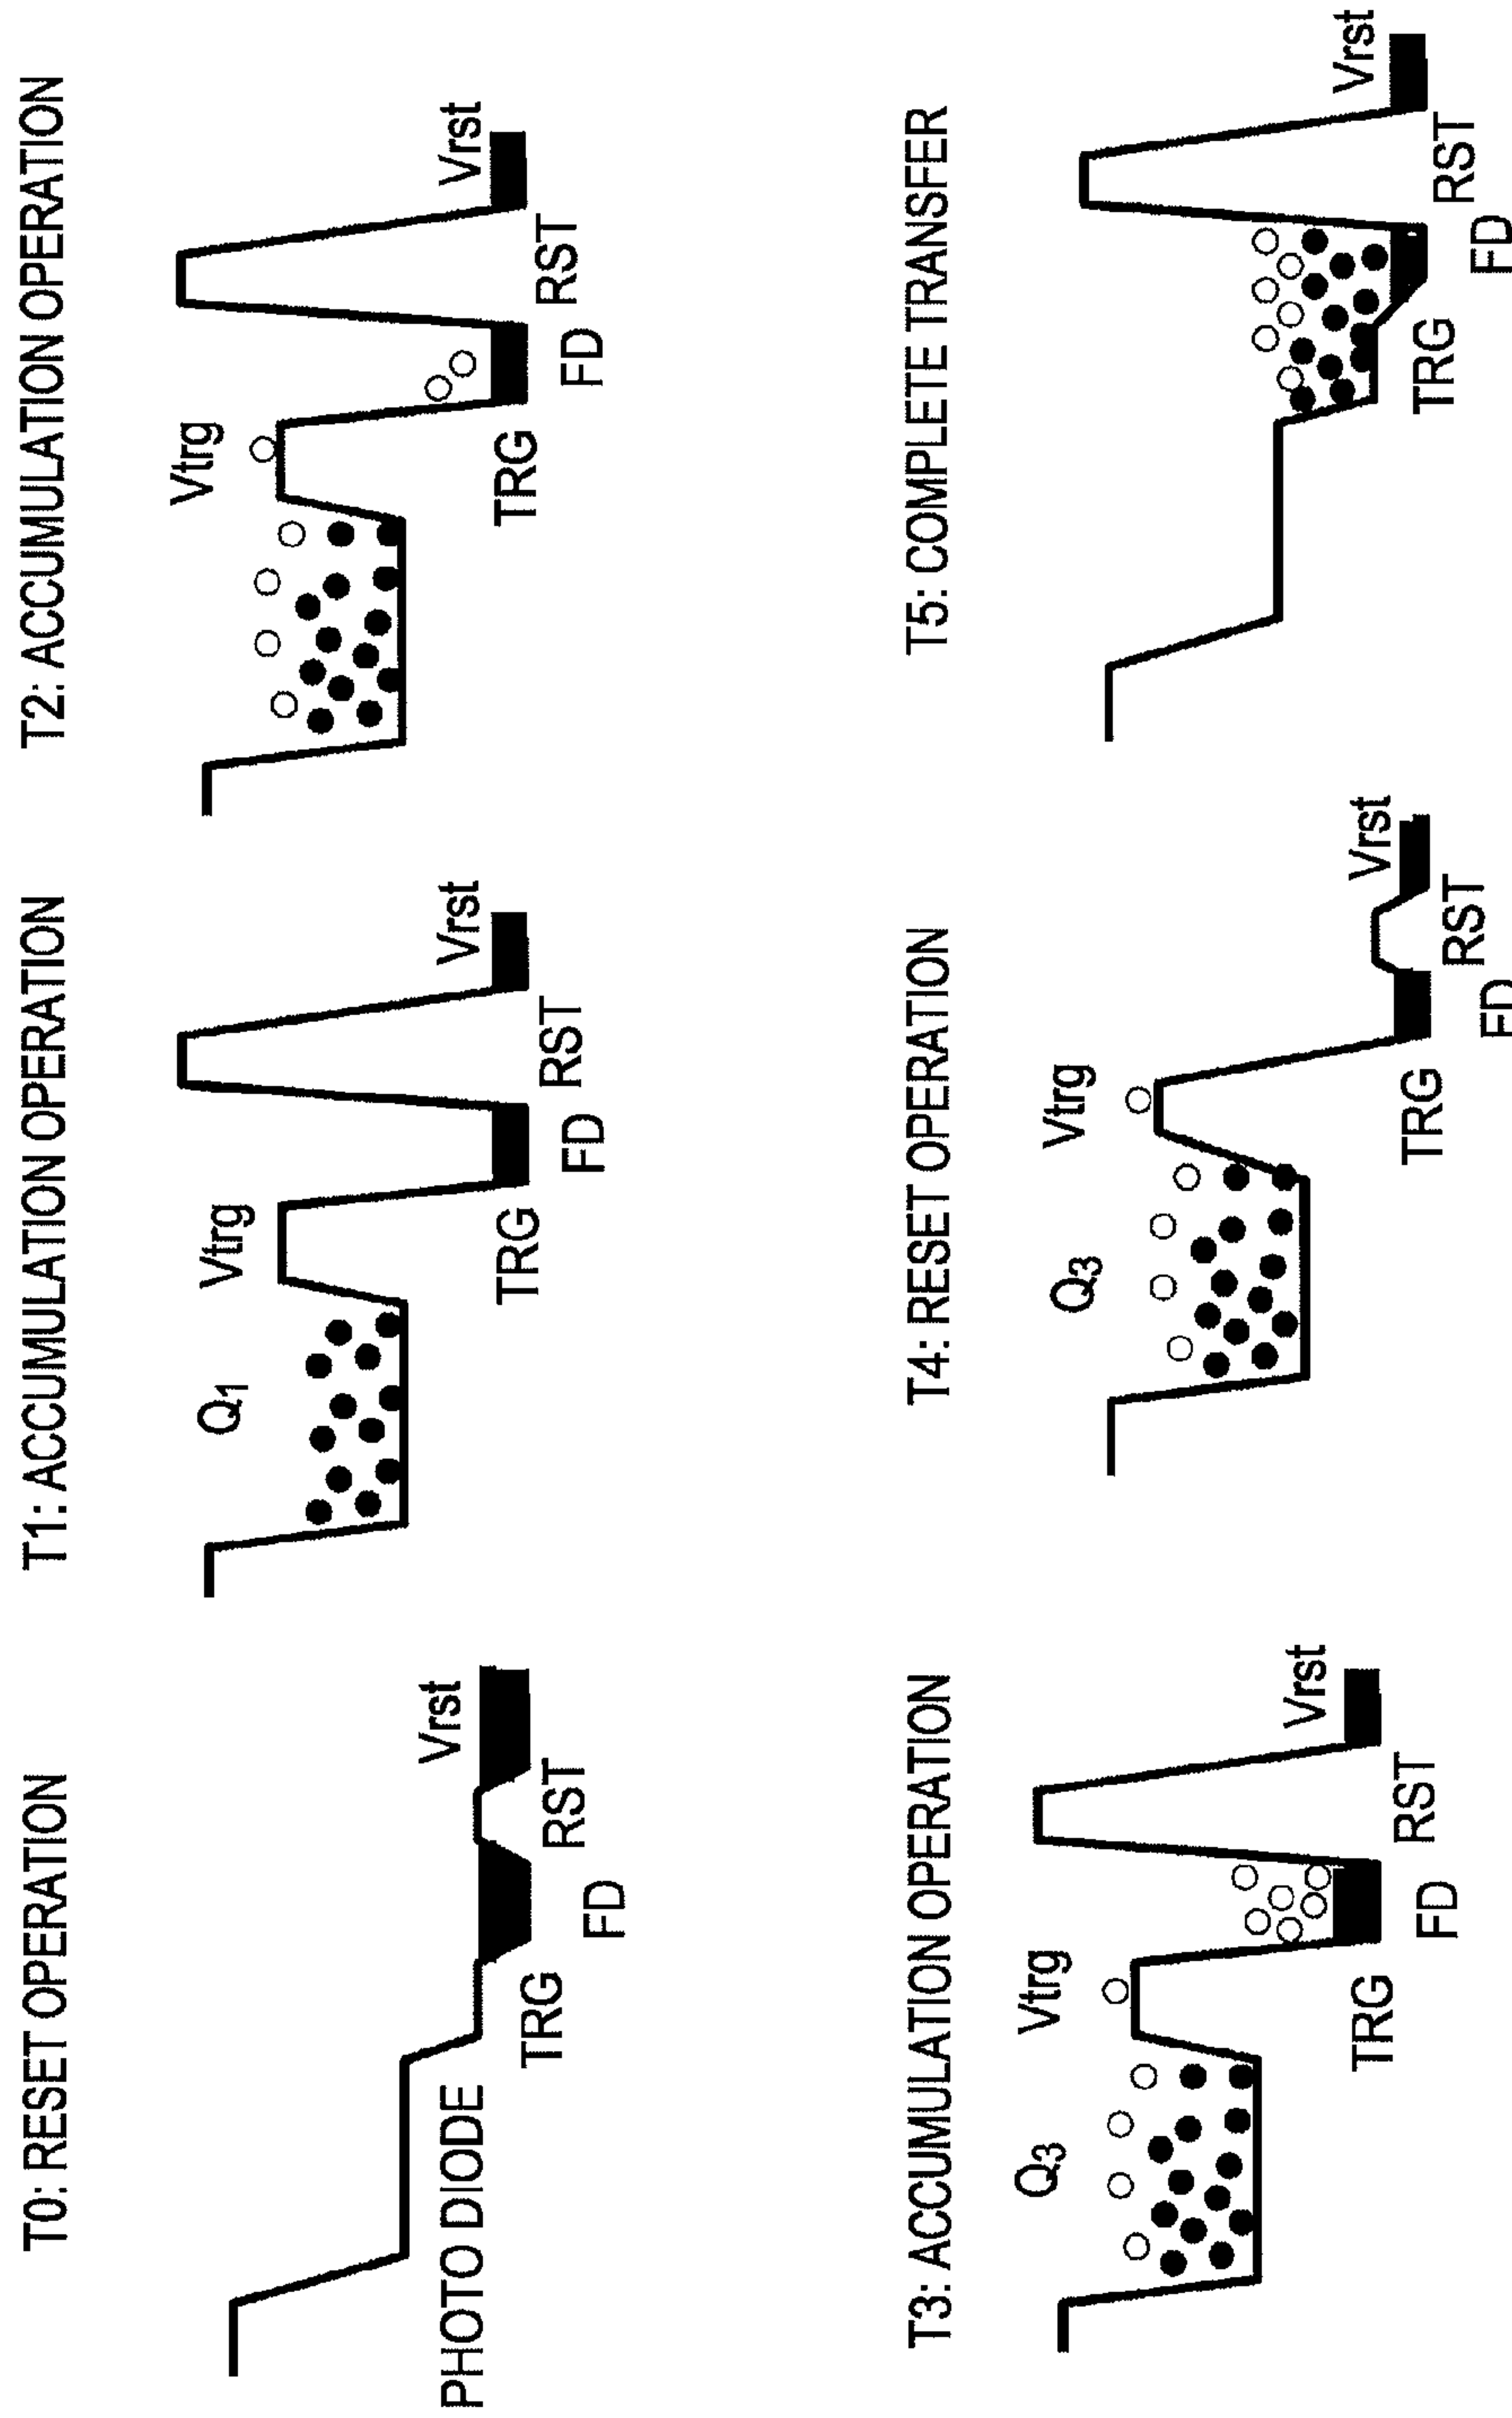 T0: RESET OPERATION
Vrst
RST
FD
TRG
PHOTO DIODE
T1: ACCUMULATION OPERATION
Q1
Vtrg
Vrst
TRG
FD
RST
T2: ACCUMULATION OPERATION
Vtrg
Vrst
TRG
FD
RST
T3: ACCUMULATION OPERATION
Q3
Vtrg
Vrst
TRG
FD
RST
T4: RESET OPERATION
Q3
Vtrg
Vrst
TRG
FD
RST
T5: COMPLETE TRANSFER
Vrst
TRG
FD
RST